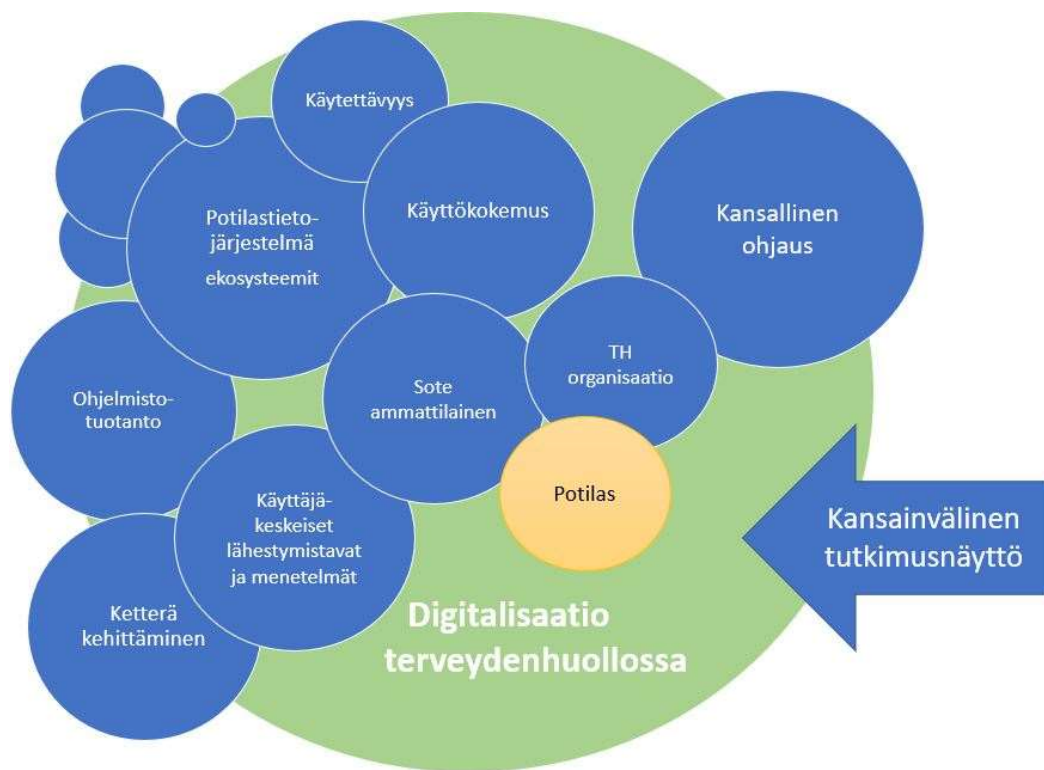 Käytettävyys
Potilastieto-
järjestelmä
ekosysteemit
Käyttökokemus
Kansallinen
ohjaus
TH
organisaatio
Sote
ammattilainen
Ohjelmisto-
tuotanto
Potilas
Käyttäjä-
keskeiset
lähestymistavat
ja menetelmät
Kansainvälinen
tutkimusnäyttö
Ketterä
kehittäminen
Digitalisaatio
terveydenhuollossa